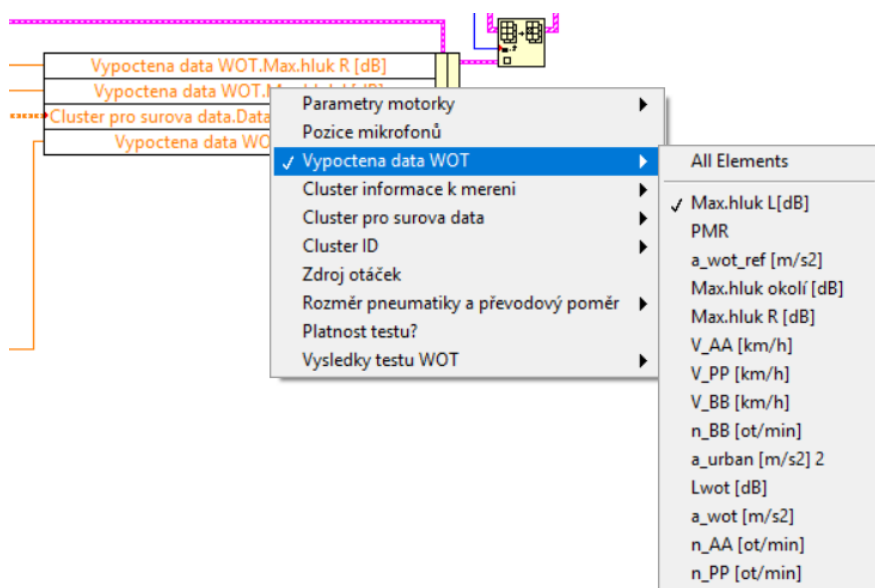 Vypoctena data WOT.Max.hluk R [dB]
Vypoctena data WOT.
Cluster pro surova data.Data
Vypoctena data WO
Parametry motorky
Pozice mikrofonů
Vypoctena data WOT
Cluster informace k mereni
Cluster pro surova data
Cluster ID
Zdroj otáček
Rozměr pneumatiky a převodový poměr
Platnost testu?
Vysledky testu WOT
All Elements
Max.hluk L[dB]
PMR
a_wot_ref [m/s2]
Max.hluk okolí [dB]
Max.hluk R [dB]
V_AA [km/h]
V_PP [km/h]
V_BB [km/h]
n_BB [ot/min]
a_urban [m/s2] 2
Lwot [dB]
a_wot [m/s2]
n_AA [ot/min]
n_PP [ot/min]